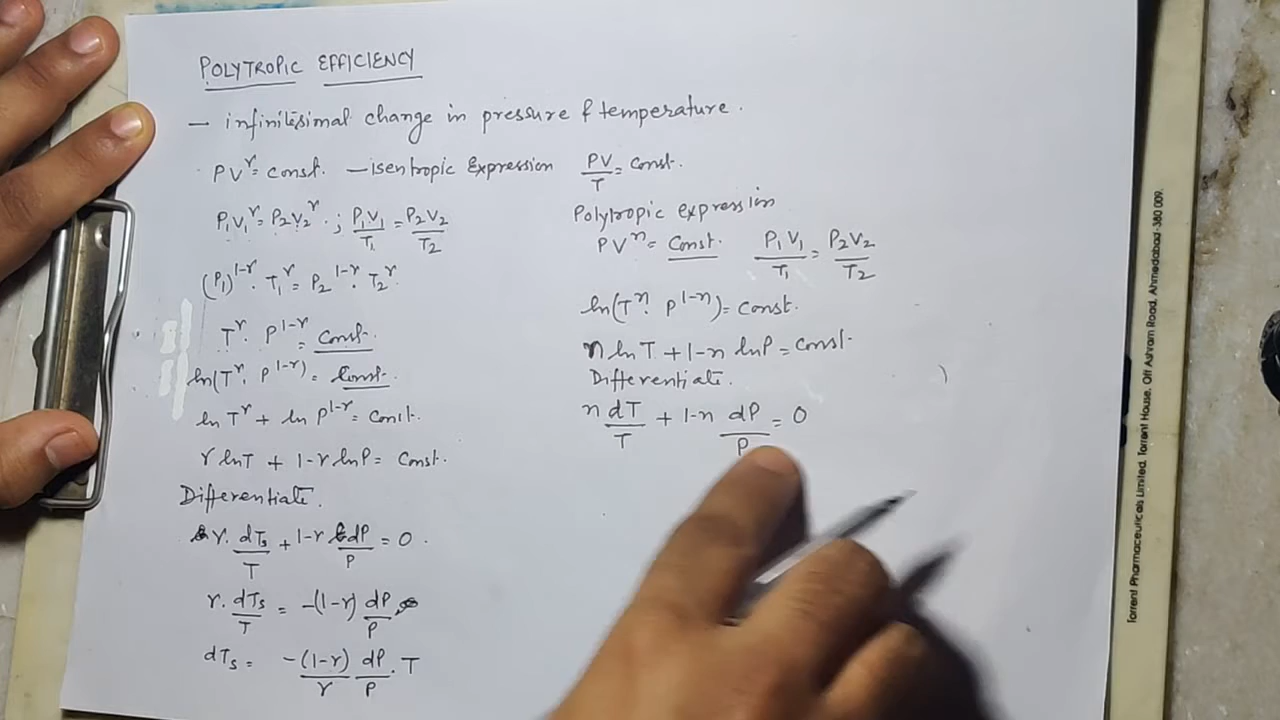 POLYTROPIC EFFICIENCY
— infinitesimal change in pressure & temperature.
PV^r = const. — isentropic Expression PV/T = const.
P₁V₁^r = P₂V₂^r . ; P₁V₁/T₁ = P₂V₂/T₂
(P₁)^1-r . T₁^r = P₂^1-r . T₂^r
T^r . P^1-r = Const.
ln(T^r . P^1-r) = Const.
ln T^r + ln P^1-r = Const.
r lnT + 1-r lnP = Const.
Differentiate.
r. dTs/T + 1-r dP/P = 0.
r. dTs/T = -(1-r) dP/P
dTs = -(1-r)/r dP/P . T
Polytropic expression
PV^n = Const. P₁V₁/T₁ = P₂V₂/T₂
ln(T^n . P^1-n) = Const.
n lnT + 1-n lnP = Const.
Differentiate.
n dT/T + 1-n dP/P = 0
Torrent Pharmaceuticals Limited, Torrent House, Off Ashram Road, Ahmedabad-380 009.